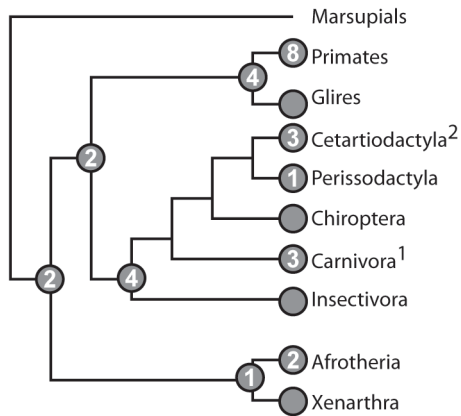 Marsupials
8 Primates
4
Glires
3 Cetartiodactyla²
2
1 Perissodactyla
Chiroptera
3 Carnivora¹
2
4
Insectivora
2 Afrotheria
1
Xenarthra